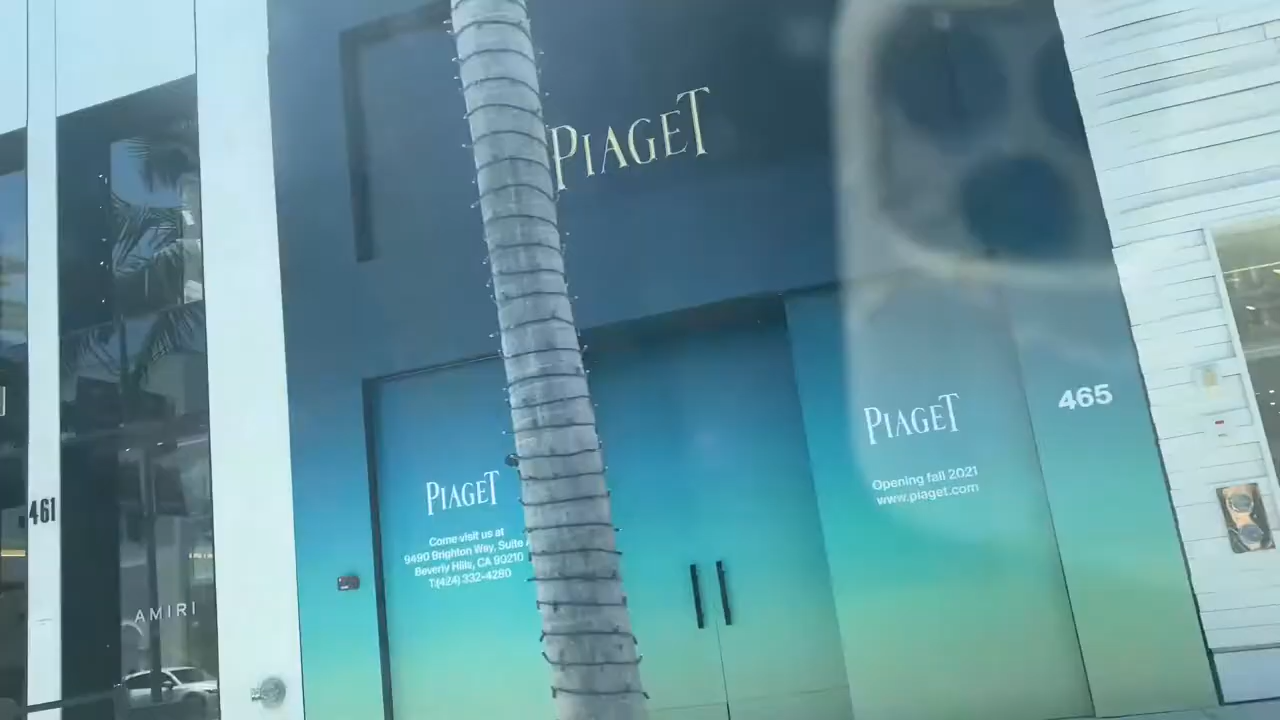 PIAGET
461
AMIRI
PIAGET
Come visit us at
9490 Brighton Way, Suite
Beverly Hills, CA 90210
T:(424) 332-4280
PIAGET
Opening fall 2021
www.piaget.com
465